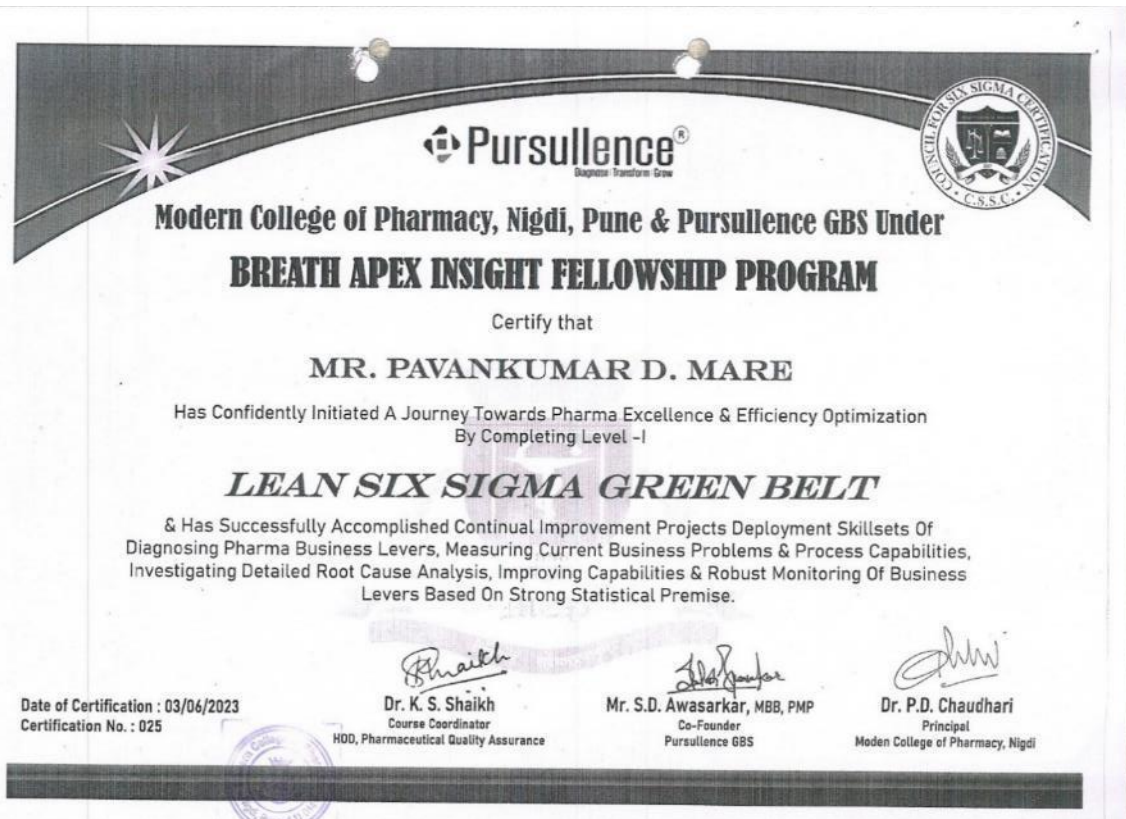 Pursullence®
Diagnose Transform Grow
COUNCIL FOR SIX SIGMA CERTIFICATION
• C.S.S.C. •
Modern College of Pharmacy, Nigdi, Pune & Pursullence GBS Under
BREATH APEX INSIGHT FELLOWSHIP PROGRAM
Certify that
MR. PAVANKUMAR D. MARE
Has Confidently Initiated A Journey Towards Pharma Excellence & Efficiency Optimization
By Completing Level -I
LEAN SIX SIGMA GREEN BELT
& Has Successfully Accomplished Continual Improvement Projects Deployment Skillsets Of
Diagnosing Pharma Business Levers, Measuring Current Business Problems & Process Capabilities,
Investigating Detailed Root Cause Analysis, Improving Capabilities & Robust Monitoring Of Business
Levers Based On Strong Statistical Premise.
Date of Certification : 03/06/2023
Certification No. : 025
Dr. K. S. Shaikh
Course Coordinator
HOD, Pharmaceutical Quality Assurance
Mr. S.D. Awasarkar, MBB, PMP
Co-Founder
Pursullence GBS
Dr. P.D. Chaudhari
Principal
Moden College of Pharmacy, Nigdi